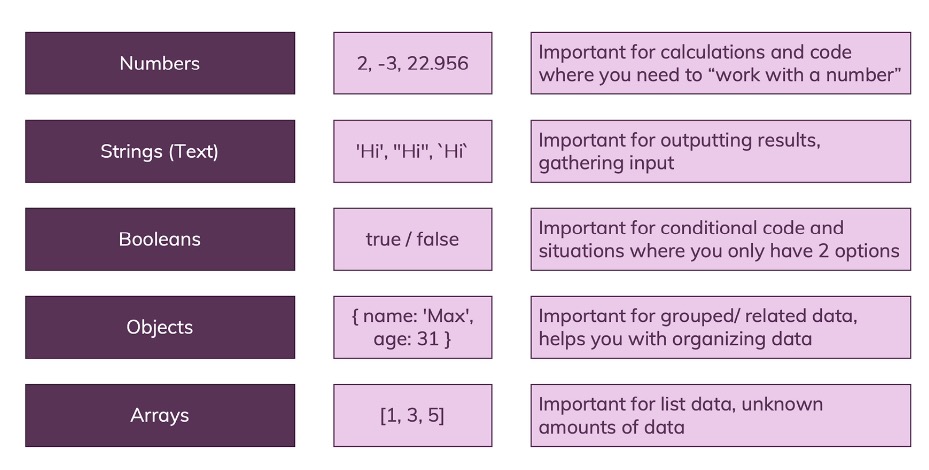 Numbers
2, -3, 22.956
Important for calculations and code
where you need to “work with a number”
Strings (Text)
'Hi', "Hi", `Hi`
Important for outputting results,
gathering input
Booleans
true / false
Important for conditional code and
situations where you only have 2 options
Objects
{ name: 'Max',
age: 31 }
Important for grouped/ related data,
helps you with organizing data
Arrays
[1, 3, 5]
Important for list data, unknown
amounts of data